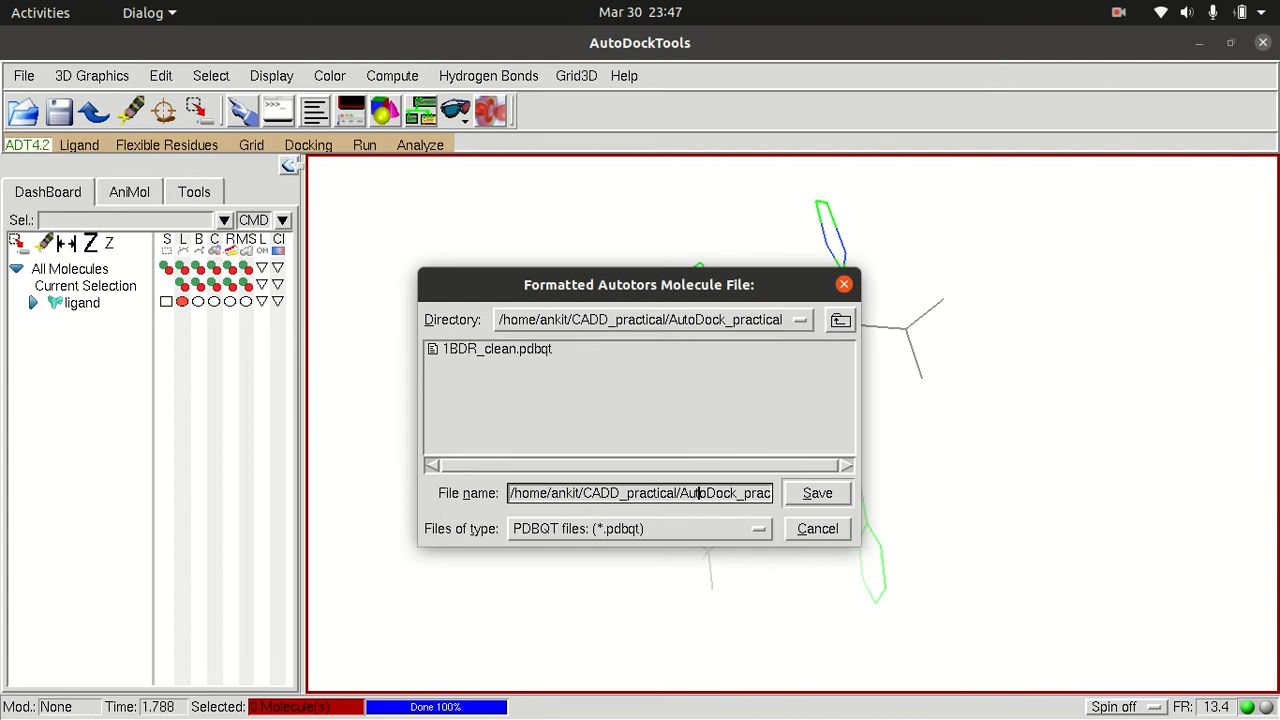 Activities Dialog Mar 30 23:47
AutoDockTools
File 3D Graphics Edit Select Display Color Compute Hydrogen Bonds Grid3D Help
ADT4.2 Ligand Flexible Residues Grid Docking Run Analyze
DashBoard AniMol Tools
Sel.: CMD
Z Z S L B C R MS L Cl
All Molecules
Current Selection
ligand
Formatted Autotors Molecule File:
Directory: /home/ankit/CADD_practical/AutoDock_practical
1BDR_clean.pdbqt
File name: /home/ankit/CADD_practical/AutoDock_prac Save
Files of type: PDBQT files: (*.pdbqt) Cancel
Mod.: None Time: 1.788 Selected: 0 Molecule(s) Done 100% Spin off FR: 13.4